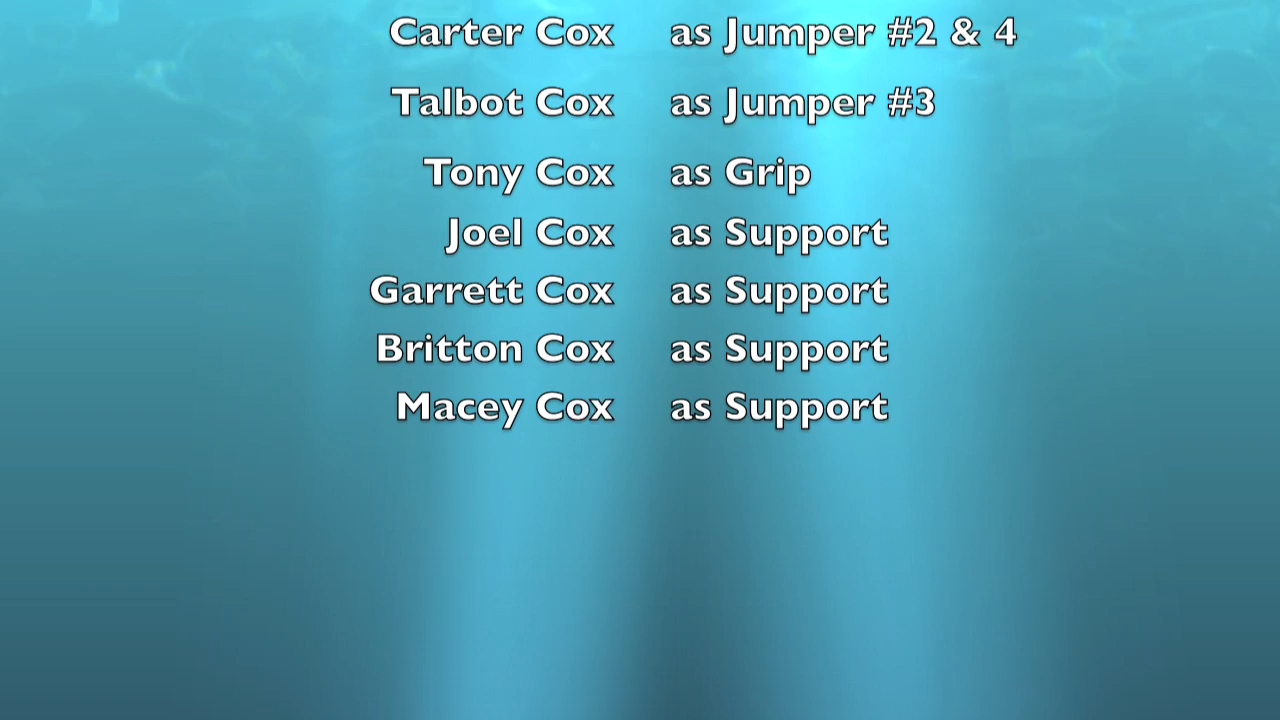 Carter Cox as Jumper #2 & 4
Talbot Cox as Jumper #3
Tony Cox as Grip
Joel Cox as Support
Garrett Cox as Support
Britton Cox as Support
Macey Cox as Support